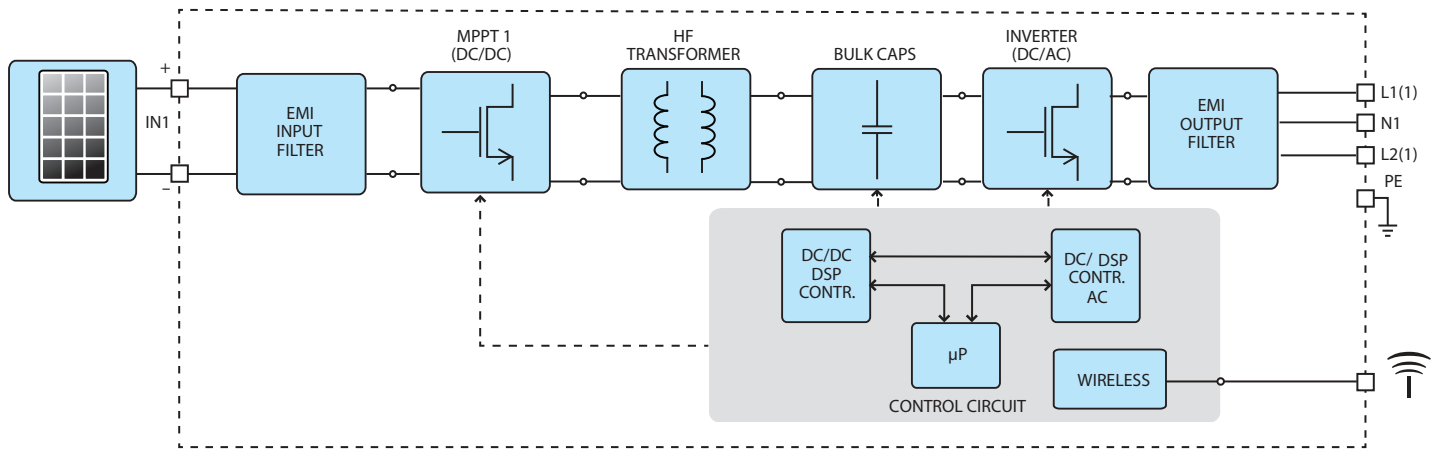 MPPT 1
(DC/DC)
HF
TRANSFORMER
BULK CAPS
INVERTER
(DC/AC)
+
IN1
–
EMI
INPUT
FILTER
EMI
OUTPUT
FILTER
L1(1)
N1
L2(1)
PE
DC/DC
DSP
CONTR.
DC/ DSP
CONTR.
AC
µP
WIRELESS
CONTROL CIRCUIT